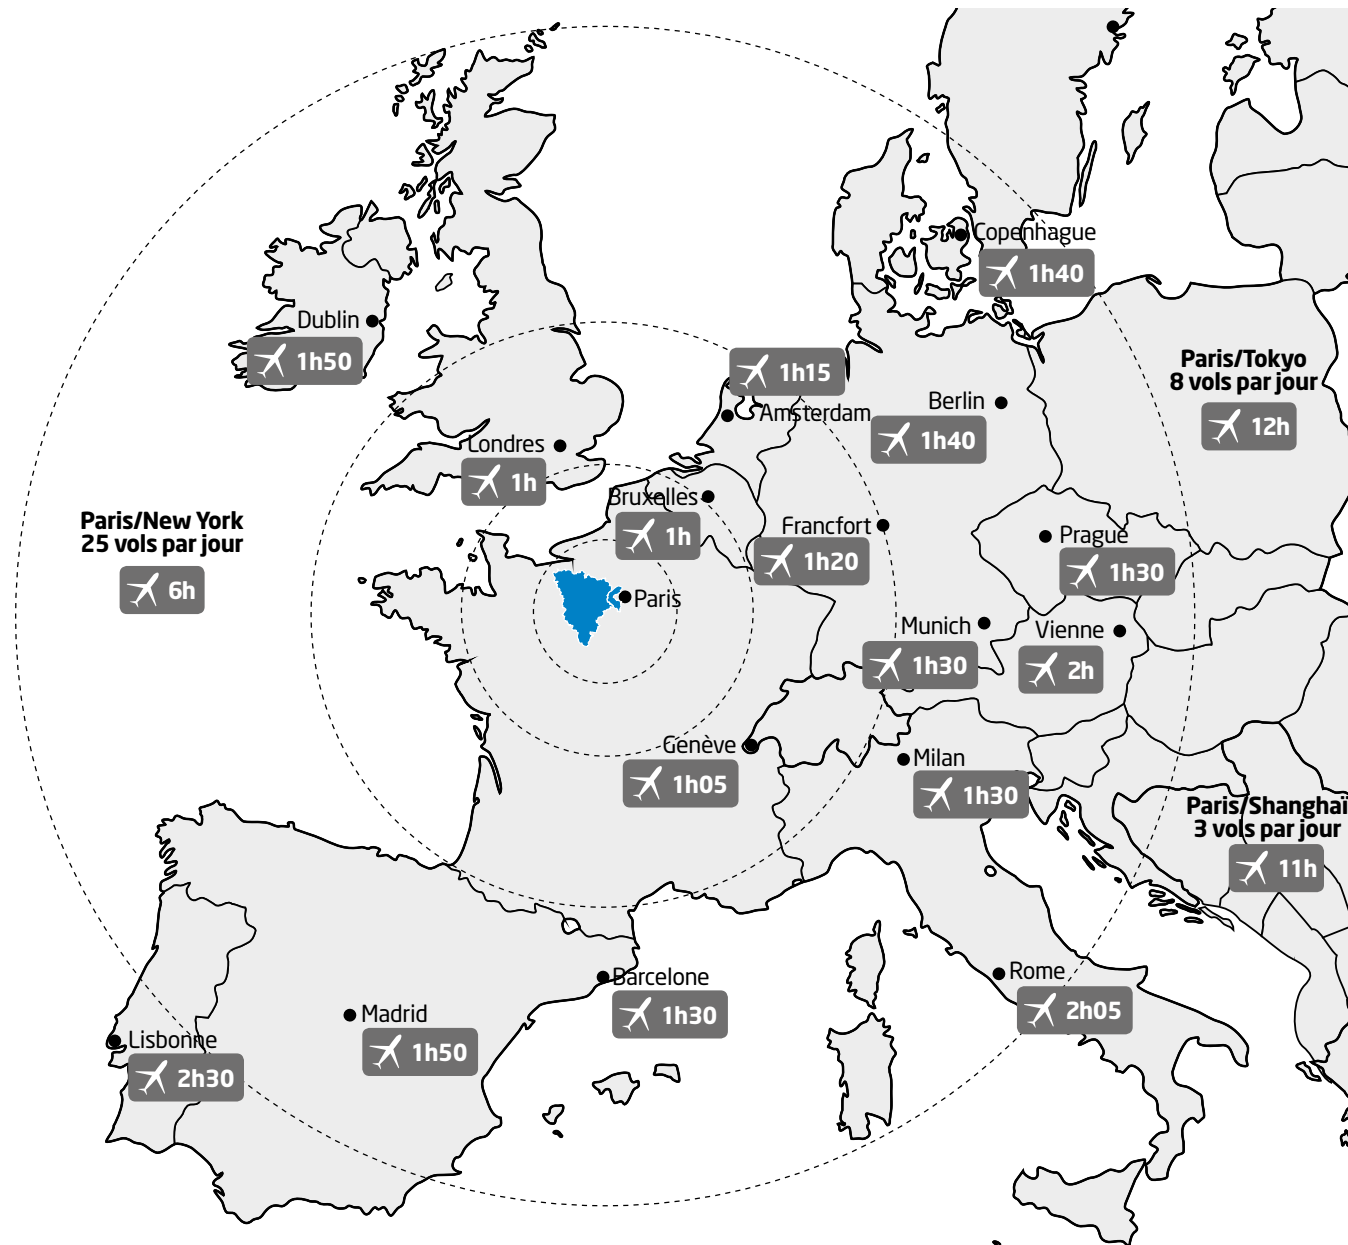 Copenhague
1h40
Dublin
1h50
1h15
Amsterdam
Berlin
1h40
Paris/Tokyo
8 vols par jour
12h
Londres
1h
Bruxelles
1h
Francfort
1h20
Prague
1h30
Paris/New York
25 vols par jour
6h
Paris
Munich
1h30
Vienne
2h
Genève
1h05
Milan
1h30
Paris/Shanghaï
3 vols par jour
11h
Barcelone
1h30
Rome
2h05
Madrid
1h50
Lisbonne
2h30